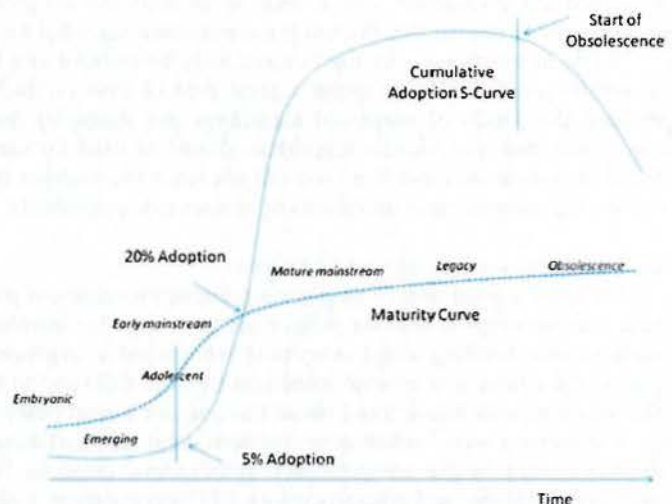 Start of
Obsolescence
Cumulative
Adoption S-Curve
20% Adoption
Mature mainstream
Legacy
Obsolescence
Early mainstream
Maturity Curve
Adolescent
Embryonic
Emerging
5% Adoption
Time